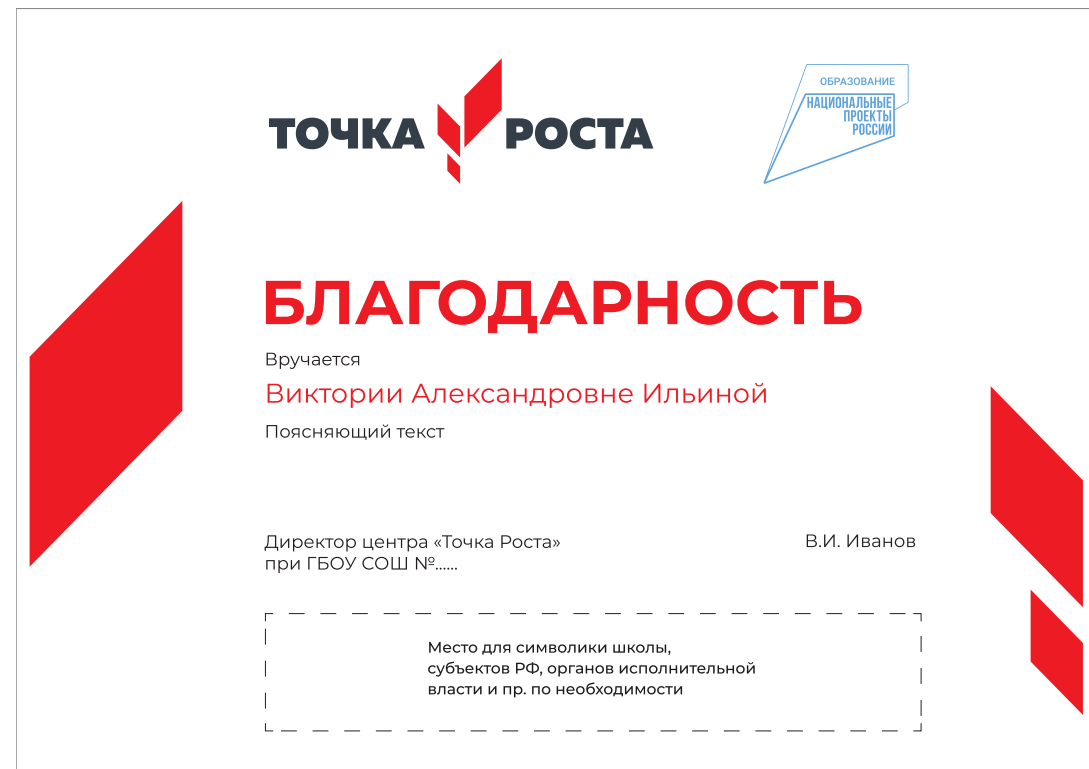 ТОЧКА РОСТА
ОБРАЗОВАНИЕ
НАЦИОНАЛЬНЫЕ
ПРОЕКТЫ
РОССИИ
БЛАГОДАРНОСТЬ
Вручается
Виктории Александровне Ильиной
Поясняющий текст
Директор центра «Точка Роста»
при ГБОУ СОШ №......
В.И. Иванов
Место для символики школы,
субъектов РФ, органов исполнительной
власти и пр. по необходимости